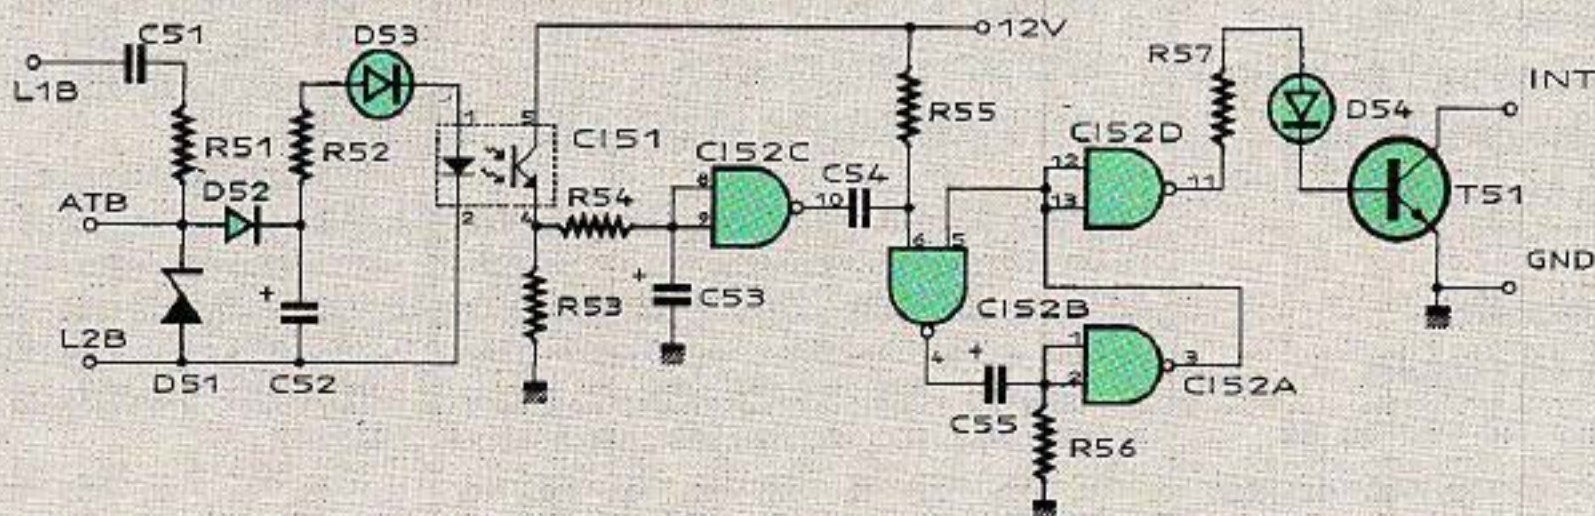 C51
L1B
R51
ATB
D52
D53
R52
L2B
D51
C52
+
1
5
2
4
CI51
R54
R53
+
C53
8
9
CI52C
10
C54
12V
R55
6
5
CI52B
4
+
C55
R56
1
2
3
CI52A
12
13
CI52D
11
R57
D54
T51
INT
GND